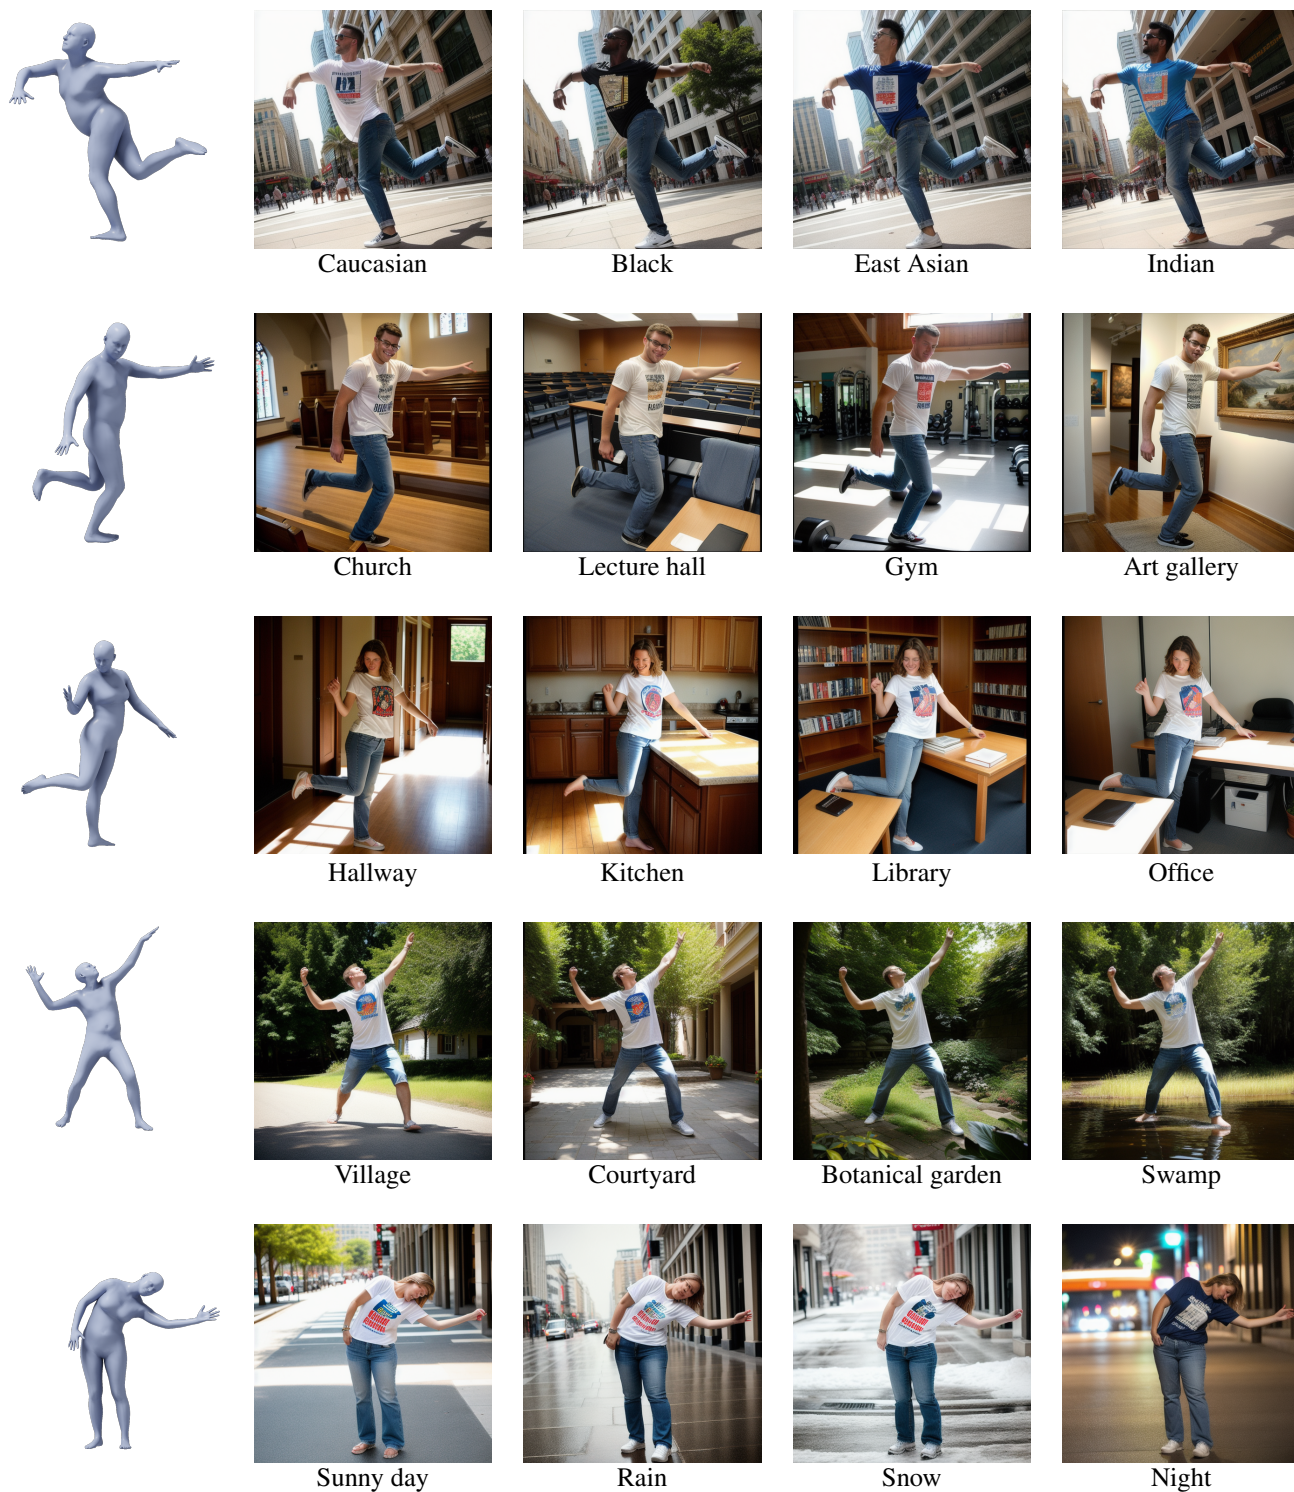 Caucasian
Black
East Asian
Indian
Church
Lecture hall
Gym
Art gallery
Hallway
Kitchen
Library
Office
Village
Courtyard
Botanical garden
Swamp
Sunny day
Rain
Snow
Night